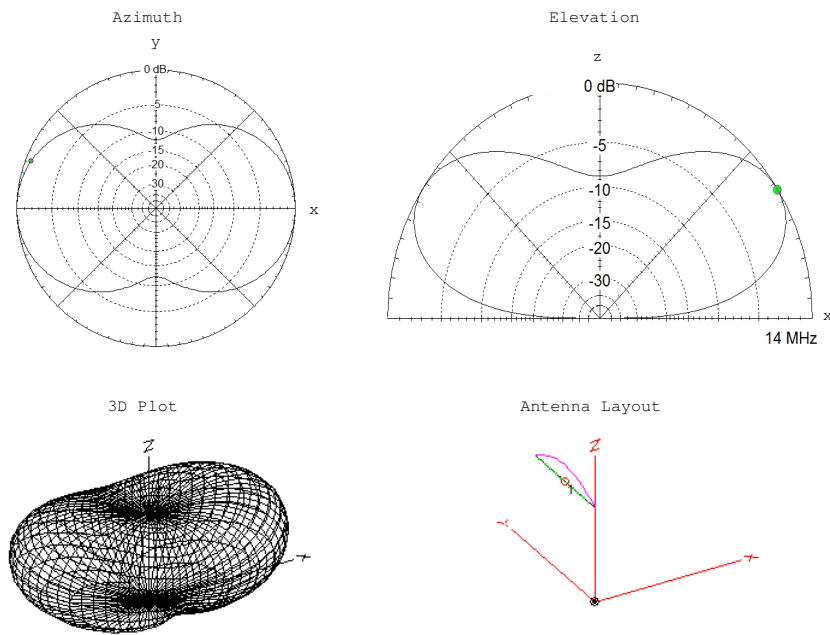 Azimuth
y
0 dB
-5
-10
-15
-20
-30
x
Elevation
z
0 dB
-5
-10
-15
-20
-30
x
14 MHz
3D Plot
Z
X
Antenna Layout
Z
1
Y
X